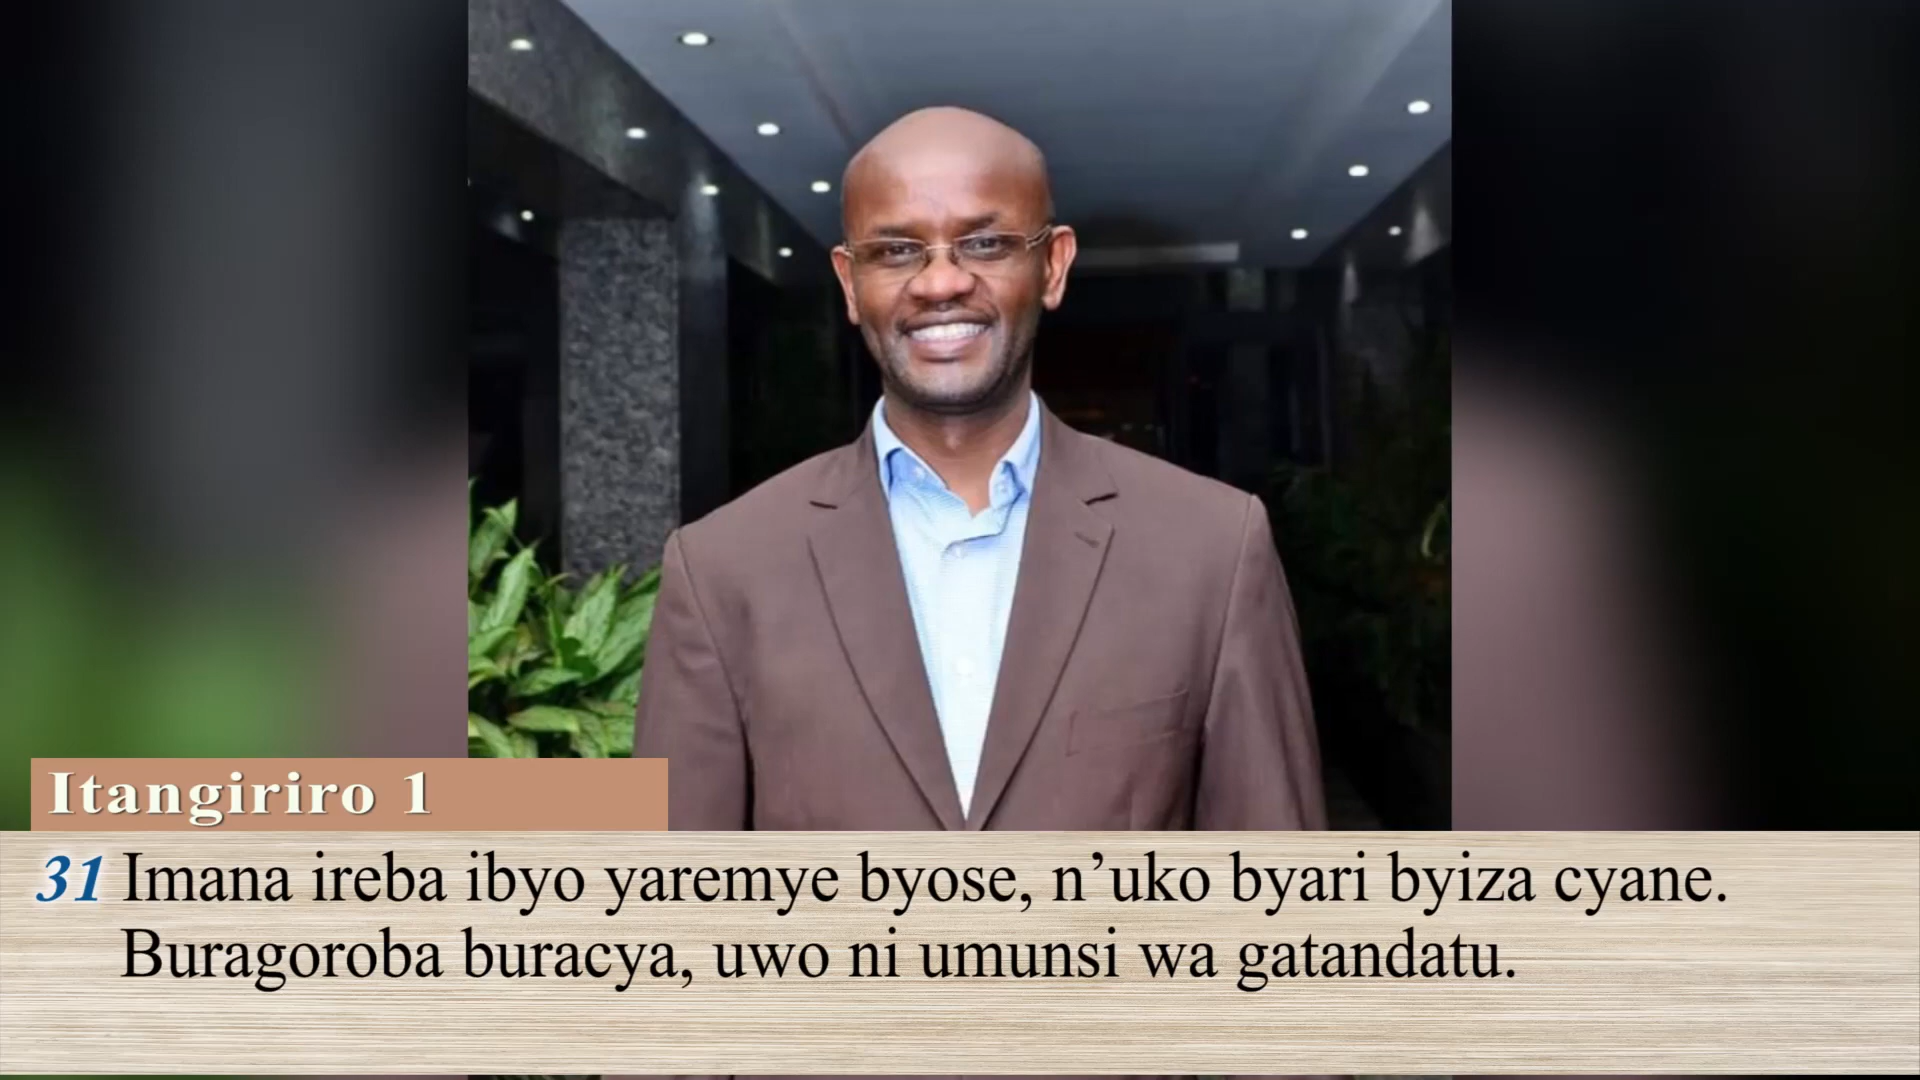 Itangiriro 1
31 Imana ireba ibyo yaremye byose, n’uko byari byiza cyane.
Buragoroba buracya, uwo ni umunsi wa gatandatu.